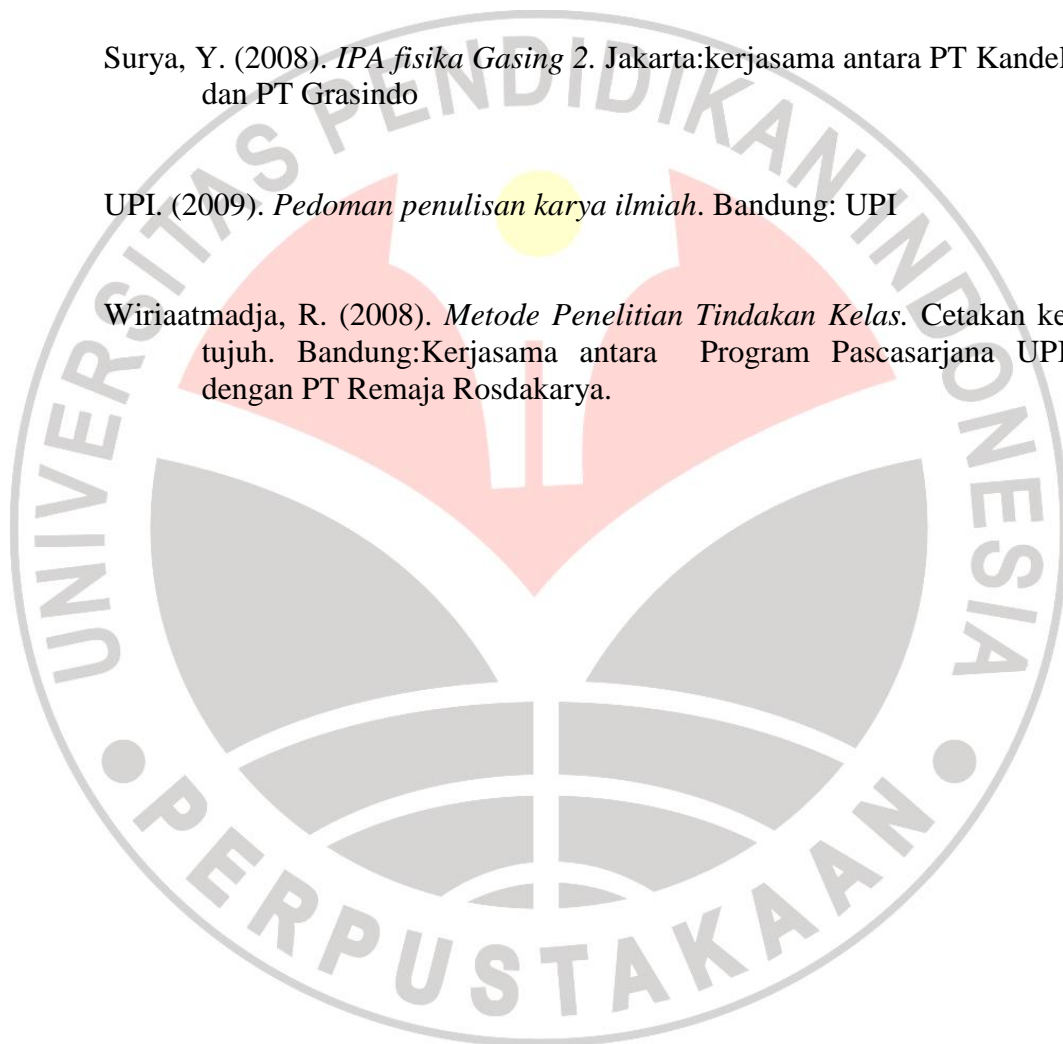 Surya, Y. (2008). IPA fisika Gasing 2. Jakarta:kerjasama antara PT Kandel
dan PT Grasindo
UPI. (2009). Pedoman penulisan karya ilmiah. Bandung: UPI
Wiriaatmadja, R. (2008). Metode Penelitian Tindakan Kelas. Cetakan ke
tujuh. Bandung:Kerjasama antara Program Pascasarjana UPI
dengan PT Remaja Rosdakarya.
UNIVERSITAS PENDIDIKAN INDONESIA
PERPUSTAKAAN